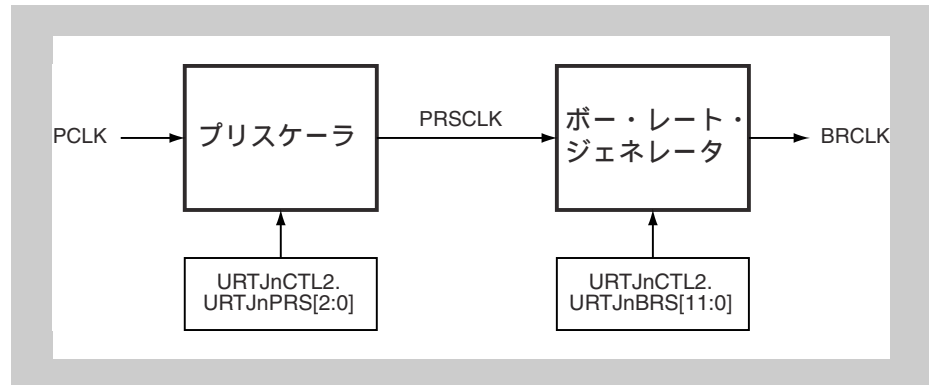 PCLK
プリスケーラ
PRSCLK
ボー・レート・
ジェネレータ
BRCLK
URTJnCTL2.
URTJnPRS[2:0]
URTJnCTL2.
URTJnBRS[11:0]